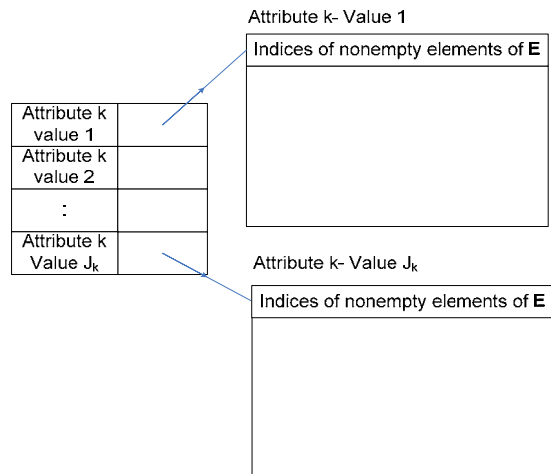 Attribute k- Value 1
Indices of nonempty elements of E
Attribute k
value 1
Attribute k
value 2
:
Attribute k
Value Jk
Attribute k- Value Jk
Indices of nonempty elements of E